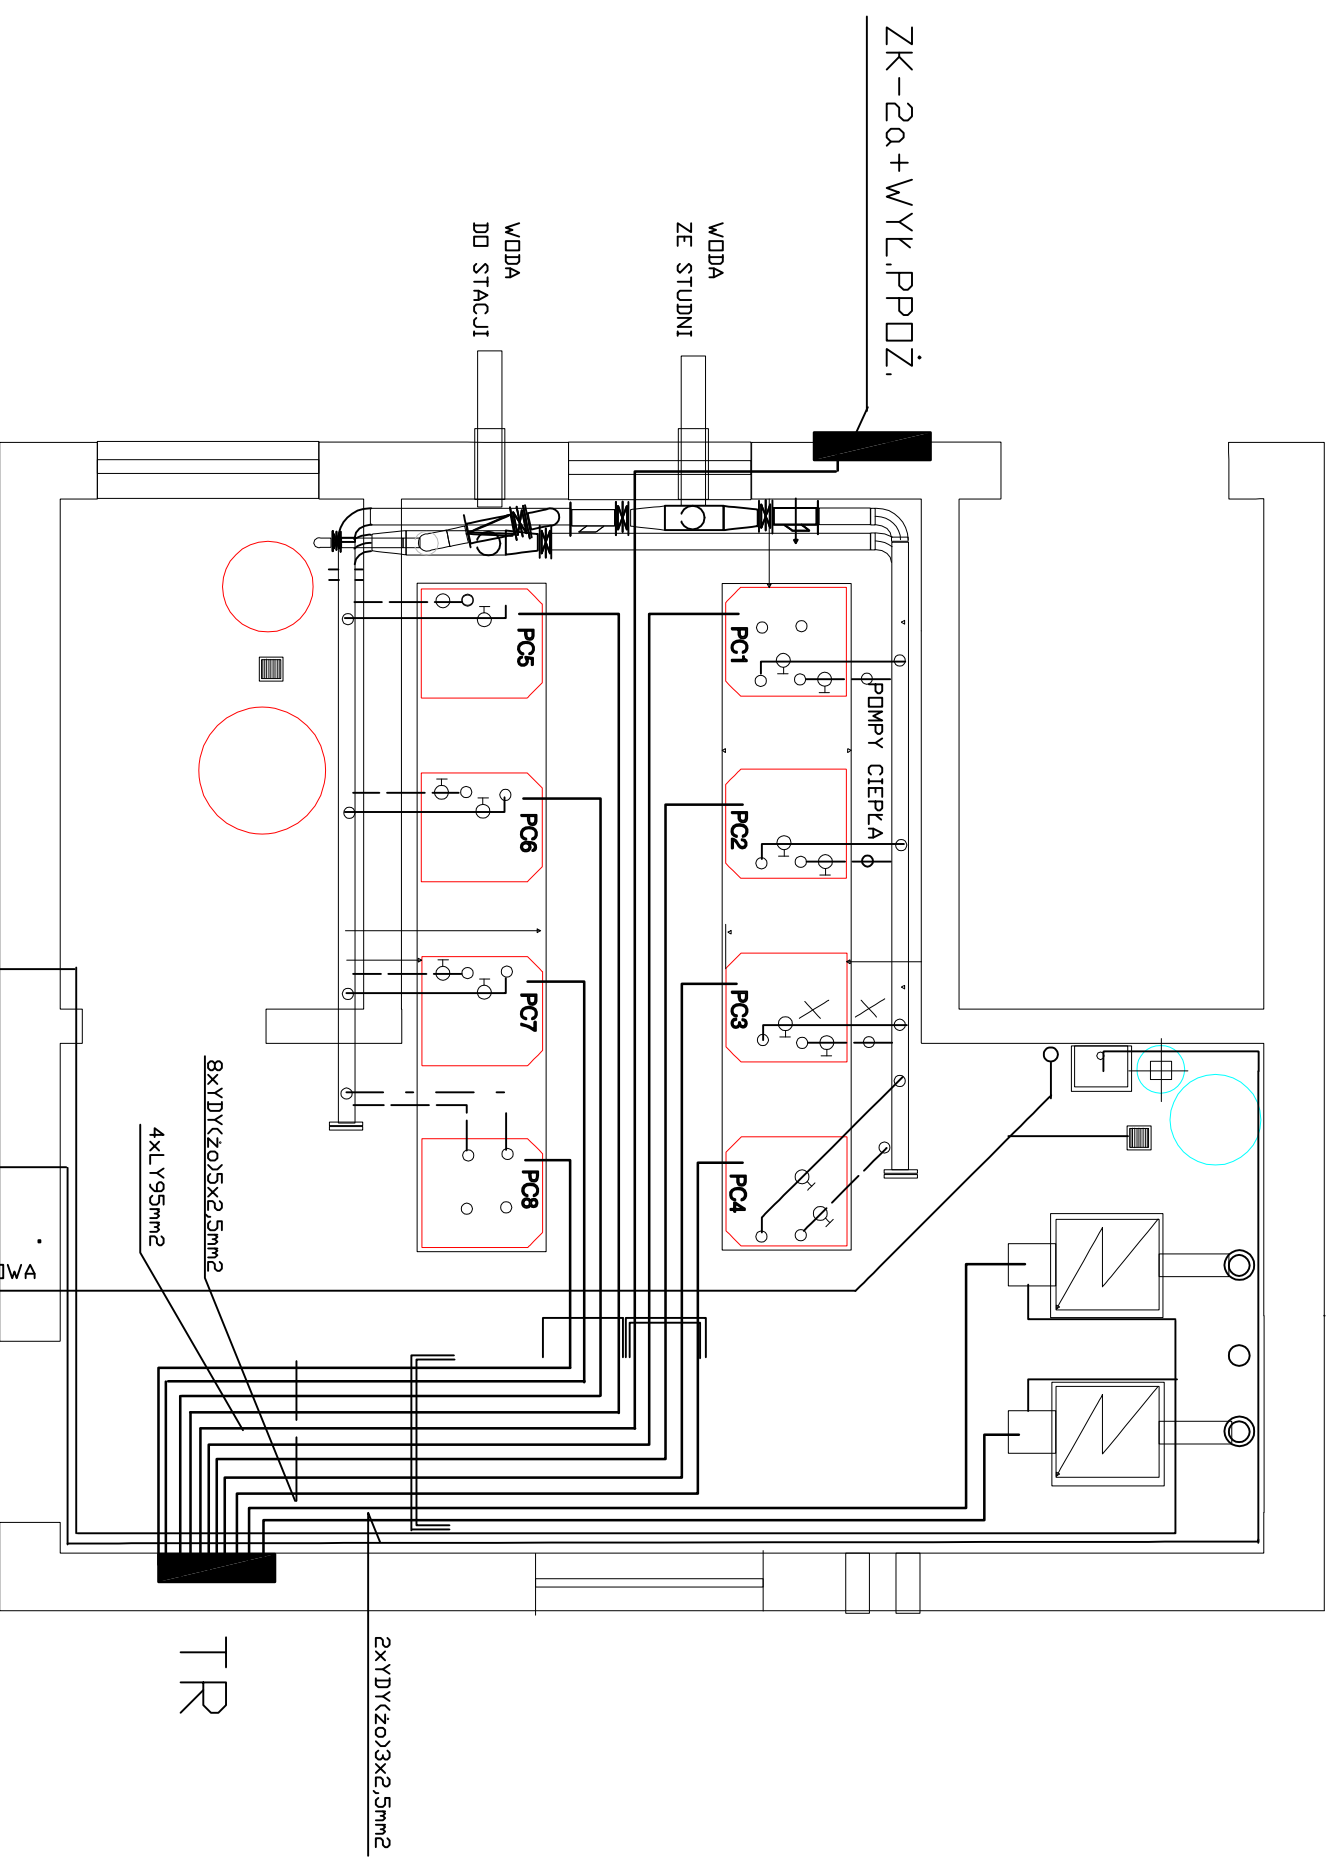 ZK-2a+WYŁ.PPOŻ.
WODA
ZE STUDNI
WODA
DO STACJI
POMPY CIEPŁA
PC1
PC2
PC3
PC4
PC5
PC6
PC7
PC8
8xYDY(żo)5x2,5mm2
4xLY95mm2
2xYDY(żo)3x2,5mm2
TR